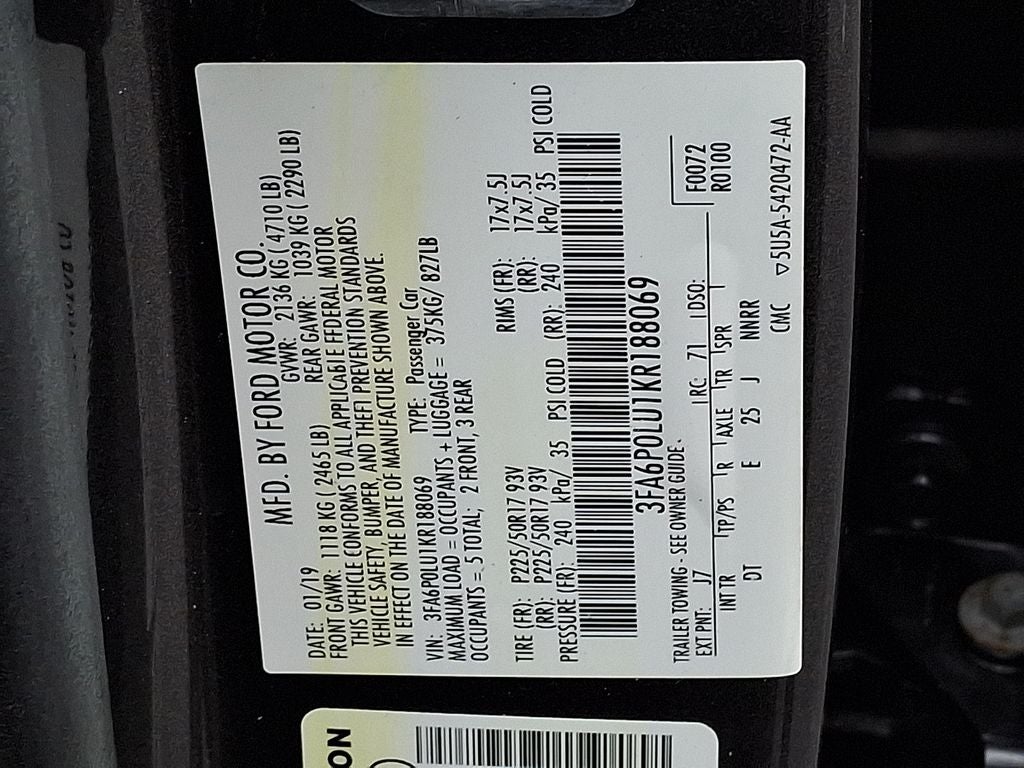 MFD. BY FORD MOTOR CO.
DATE: 01/19 GVWR: 2136 KG ( 4710 LB)
FRONT GAWR: 1118 KG ( 2465 LB) REAR GAWR: 1039 KG ( 2290 LB)
THIS VEHICLE CONFORMS TO ALL APPLICABLE FEDERAL MOTOR
VEHICLE SAFETY, BUMPER, AND THEFT PREVENTION STANDARDS
IN EFFECT ON THE DATE OF MANUFACTURE SHOWN ABOVE.
VIN: 3FA6P0LU1KR188069 TYPE: Passenger Car
MAXIMUM LOAD = OCCUPANTS + LUGGAGE = 375KG/ 827LB
OCCUPANTS = 5 TOTAL; 2 FRONT, 3 REAR
TIRE (FR): P225/50R17 93V RIMS (FR): 17x7.5J
(RR): P225/50R17 93V (RR): 17x7.5J
PRESSURE (FR): 240 kPa/ 35 PSI COLD (RR): 240 kPa/ 35 PSI COLD
3FA6P0LU1KR188069
TRAILER TOWING - SEE OWNER GUIDE.
F0072
R0100
EXT PNT: J7 RC: 71 DSO:
INT TR TP/PS R AXLE TR SPR
DT E 25 J NNRR
CMC ▽5U5A-5420472-AA
ON